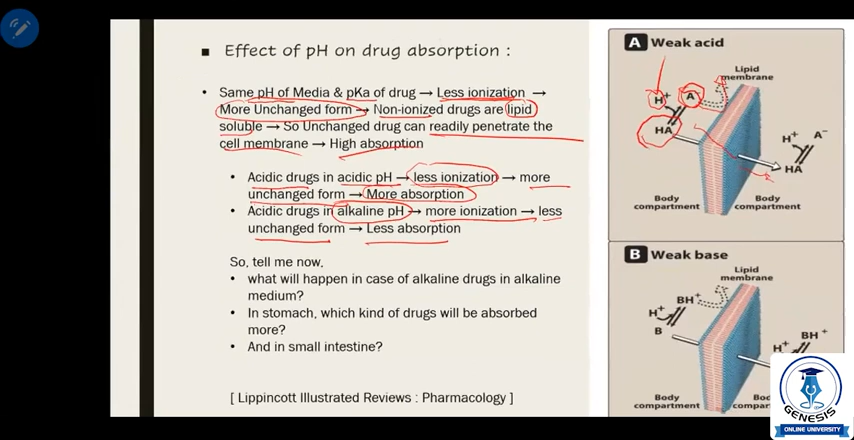 Effect of pH on drug absorption :
Same pH of Media & pKa of drug → Less ionization →
More Unchanged form → Non-ionized drugs are lipid
soluble → So Unchanged drug can readily penetrate the
cell membrane → High absorption
Acidic drugs in acidic pH → less ionization → more
unchanged form → More absorption
Acidic drugs in alkaline pH → more ionization → less
unchanged form → Less absorption
So, tell me now,
what will happen in case of alkaline drugs in alkaline
medium?
In stomach, which kind of drugs will be absorbed
more?
And in small intestine?
[ Lippincott Illustrated Reviews : Pharmacology ]
A Weak acid
Lipid
membrane
H+
A-
HA
H+
A-
HA
Body
compartment
Body
compartment
B Weak base
Lipid
membrane
BH+
H+
B
BH+
H+
Body
compartment
Body
compar
GENESIS
ONLINE UNIVERSITY